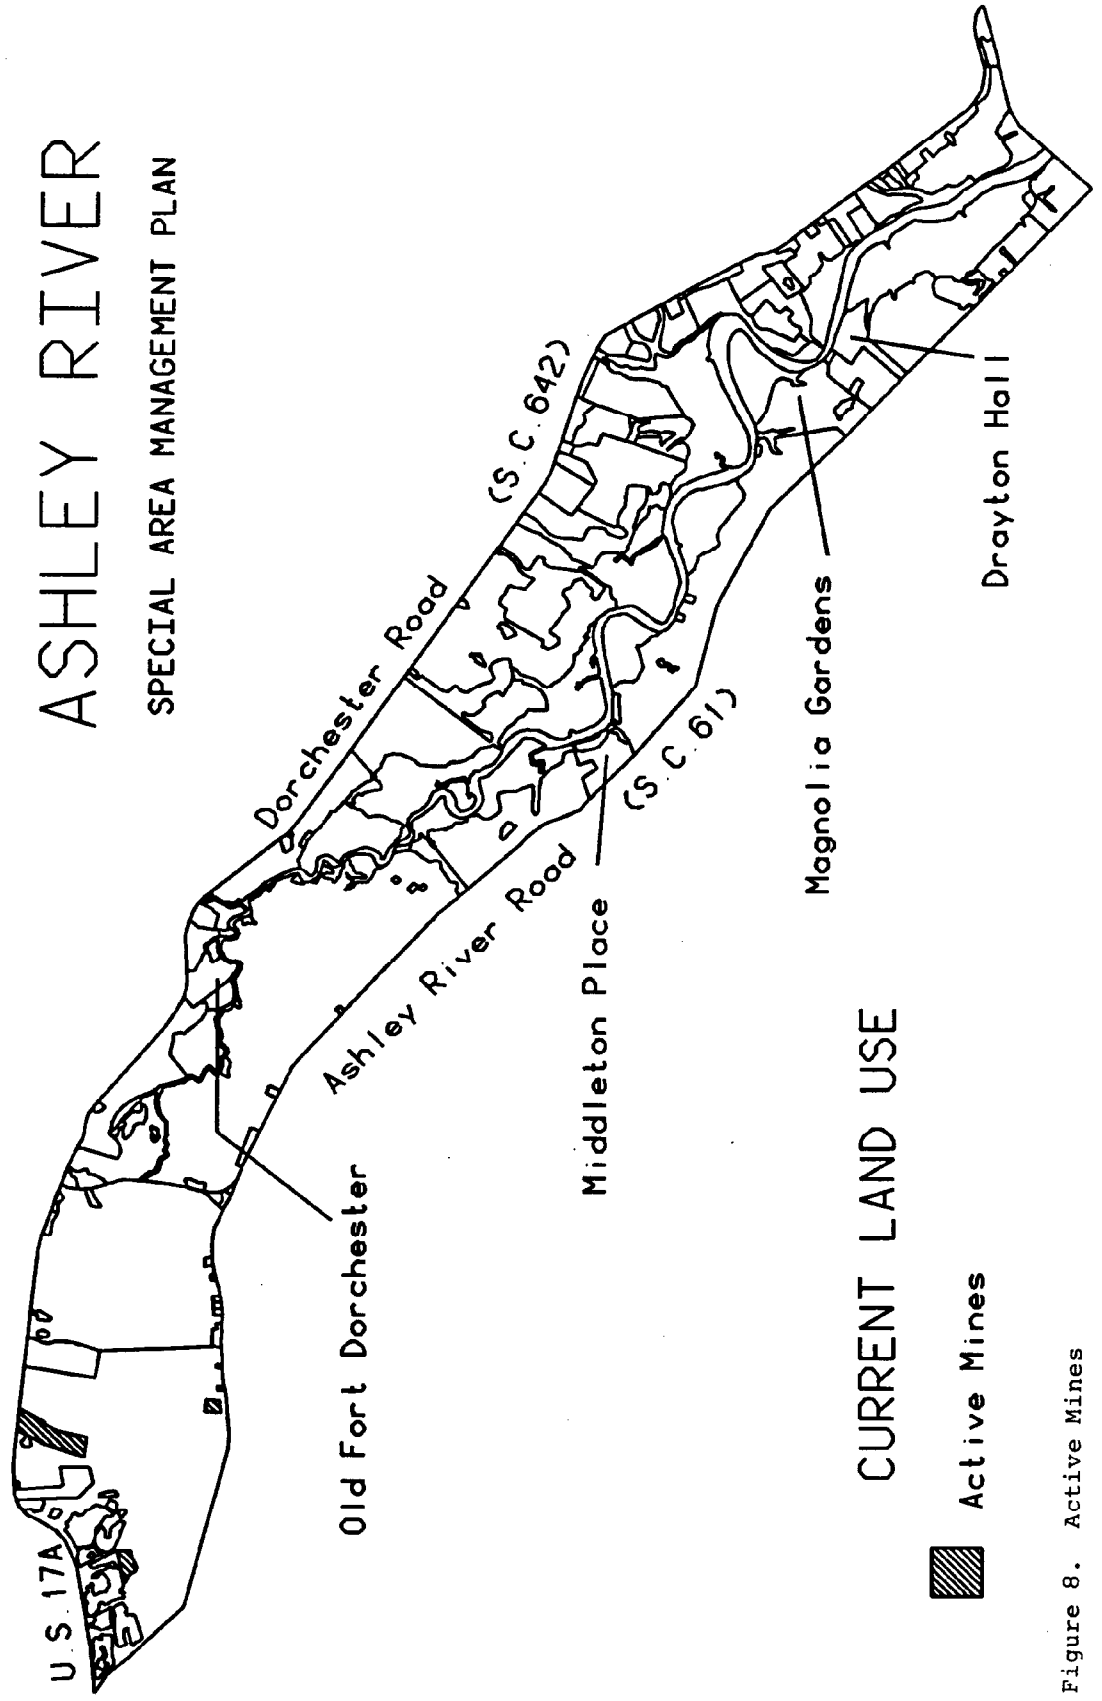 ASHLEY RIVER
SPECIAL AREA MANAGEMENT PLAN
U.S. 17A
Dorchester Road
(S.C. 642)
Old Fort Dorchester
Ashley River Road
(S.C. 61)
Middleton Place
Magnolia Gardens
Drayton Hall
CURRENT LAND USE
Active Mines
Figure 8. Active Mines